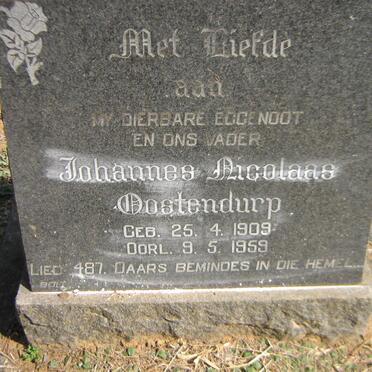 Met Liefde
aan
MY DIERBARE EGGENOOT
EN ONS VADER
Johannes Nicolaas
Oostendurp
GEB. 25. 4. 1909
OORL. 9. 5. 1959
LIED 487. DAARS BEMINDES IN DIE HEMEL.